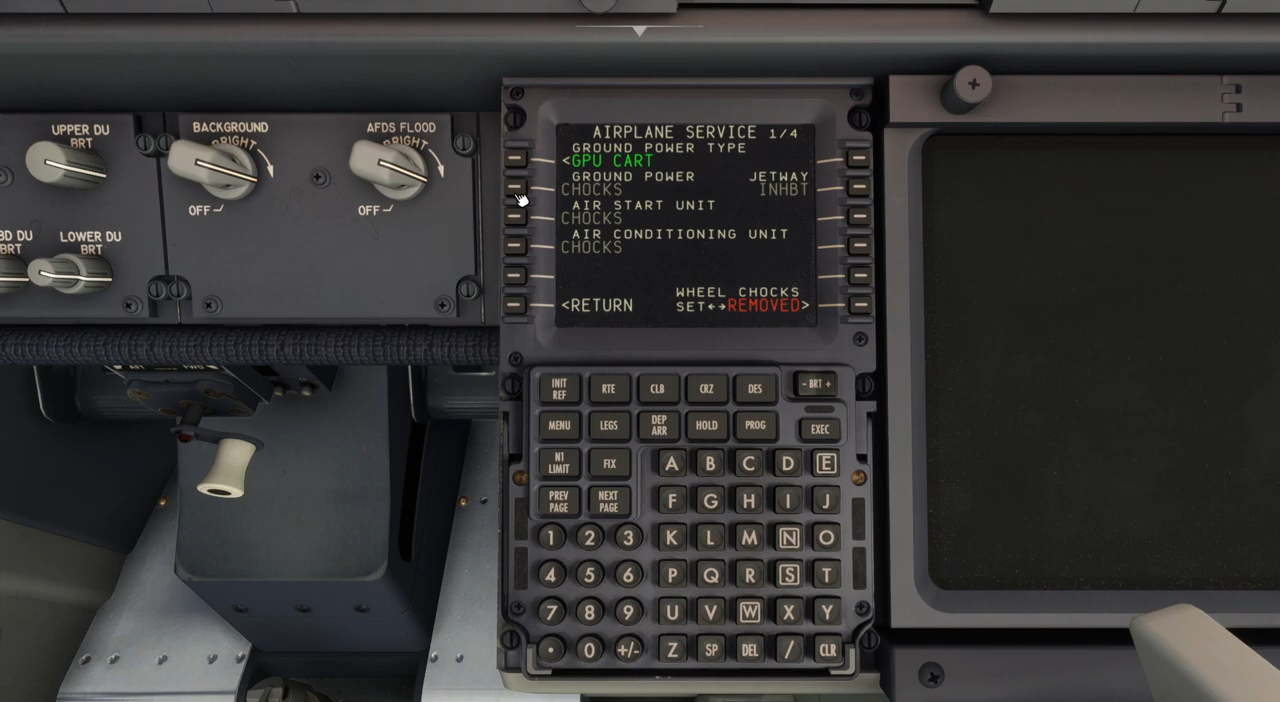 UPPER DU
BRT
BACKGROUND
BRIGHT
OFF
AFDS FLOOD
BRIGHT
OFF
BD DU
BRT
LOWER DU
BRT
AIRPLANE SERVICE 1/4
GROUND POWER TYPE
<GPU CART
GROUND POWER JETWAY
CHOCKS INHBT
AIR START UNIT
CHOCKS
AIR CONDITIONING UNIT
CHOCKS
WHEEL CHOCKS
<RETURN SET←→REMOVED>
INIT REF RTE CLB CRZ DES - BRT +
MENU LEGS DEP ARR HOLD PROG EXEC
N1 LIMIT FIX A B C D E
PREV PAGE NEXT PAGE F G H I J
1 2 3 K L M N O
4 5 6 P Q R S T
7 8 9 U V W X Y
. 0 +/- Z SP DEL / CLR